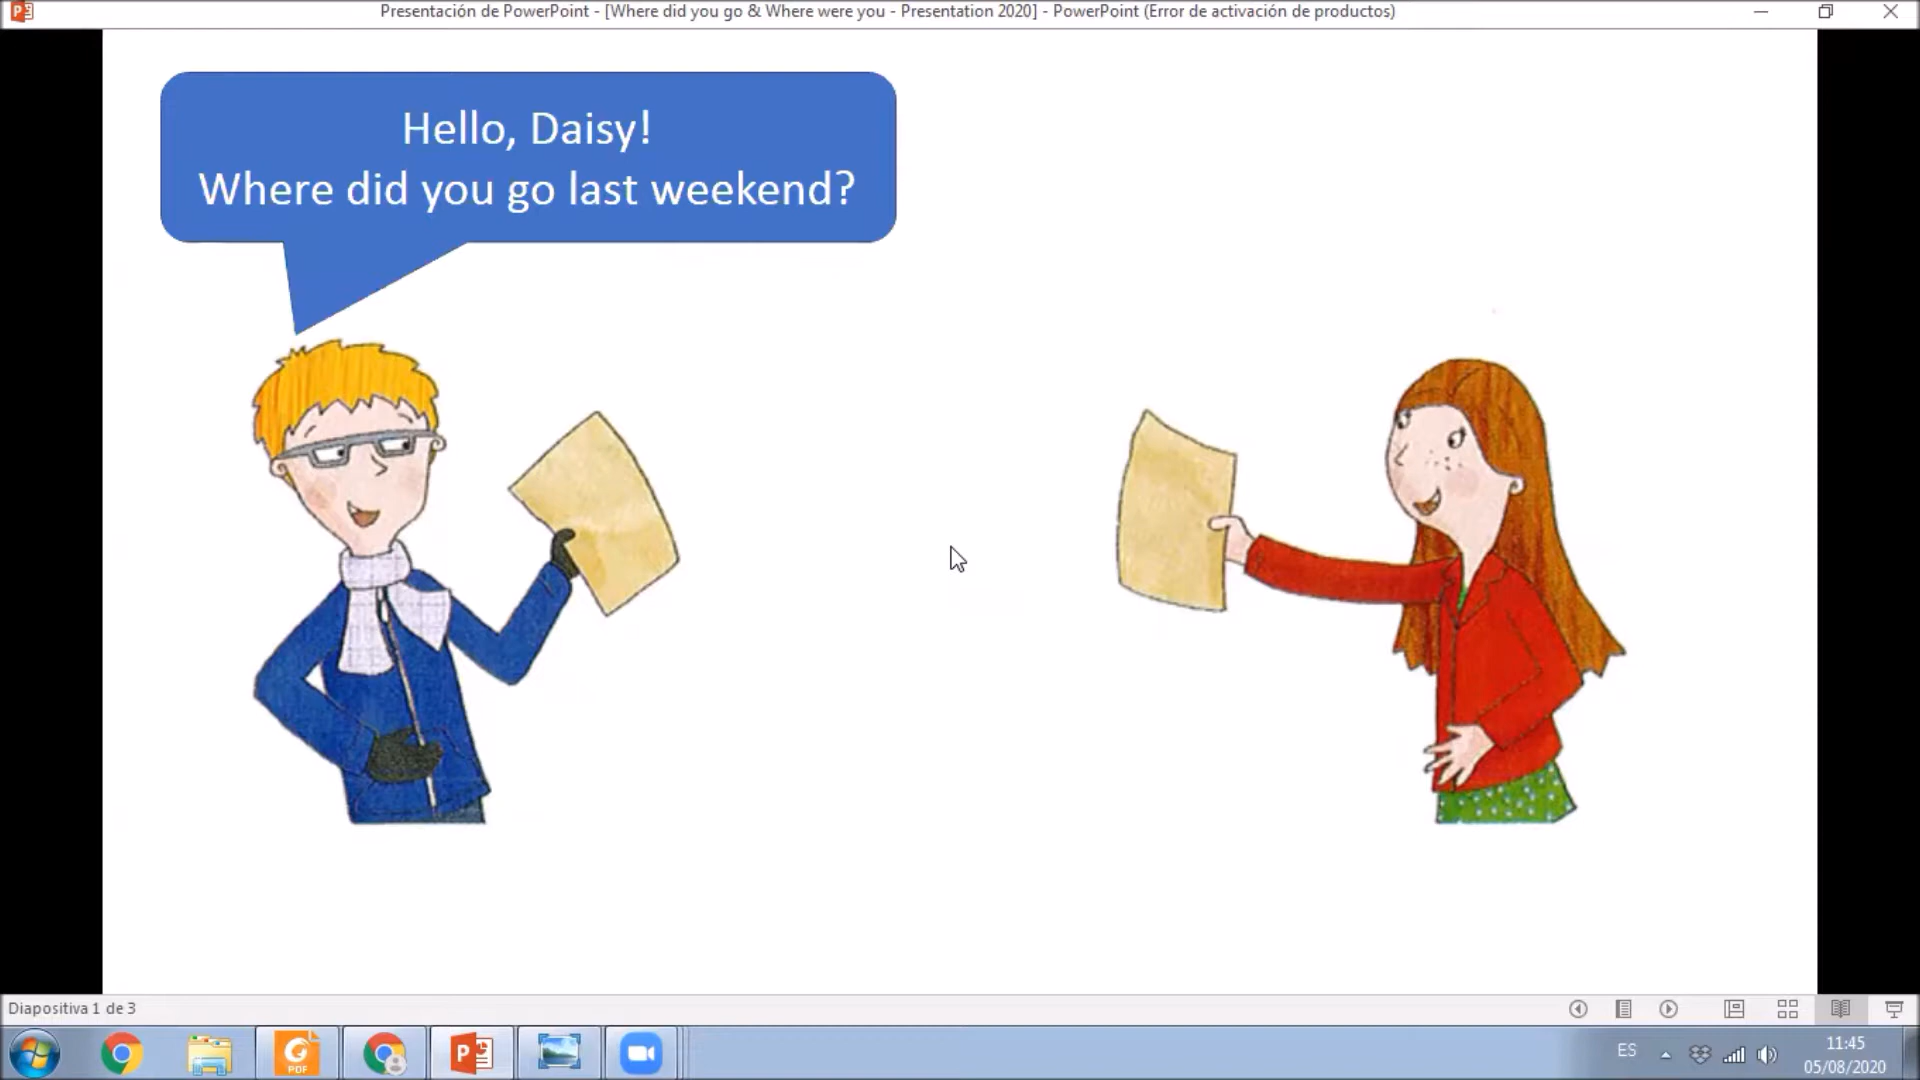 Presentación de PowerPoint - [Where did you go & Where were you - Presentation 2020] - PowerPoint (Error de activación de productos)
Hello, Daisy!
Where did you go last weekend?
Diapositiva 1 de 3
PDF
ES
11:45
05/08/2020